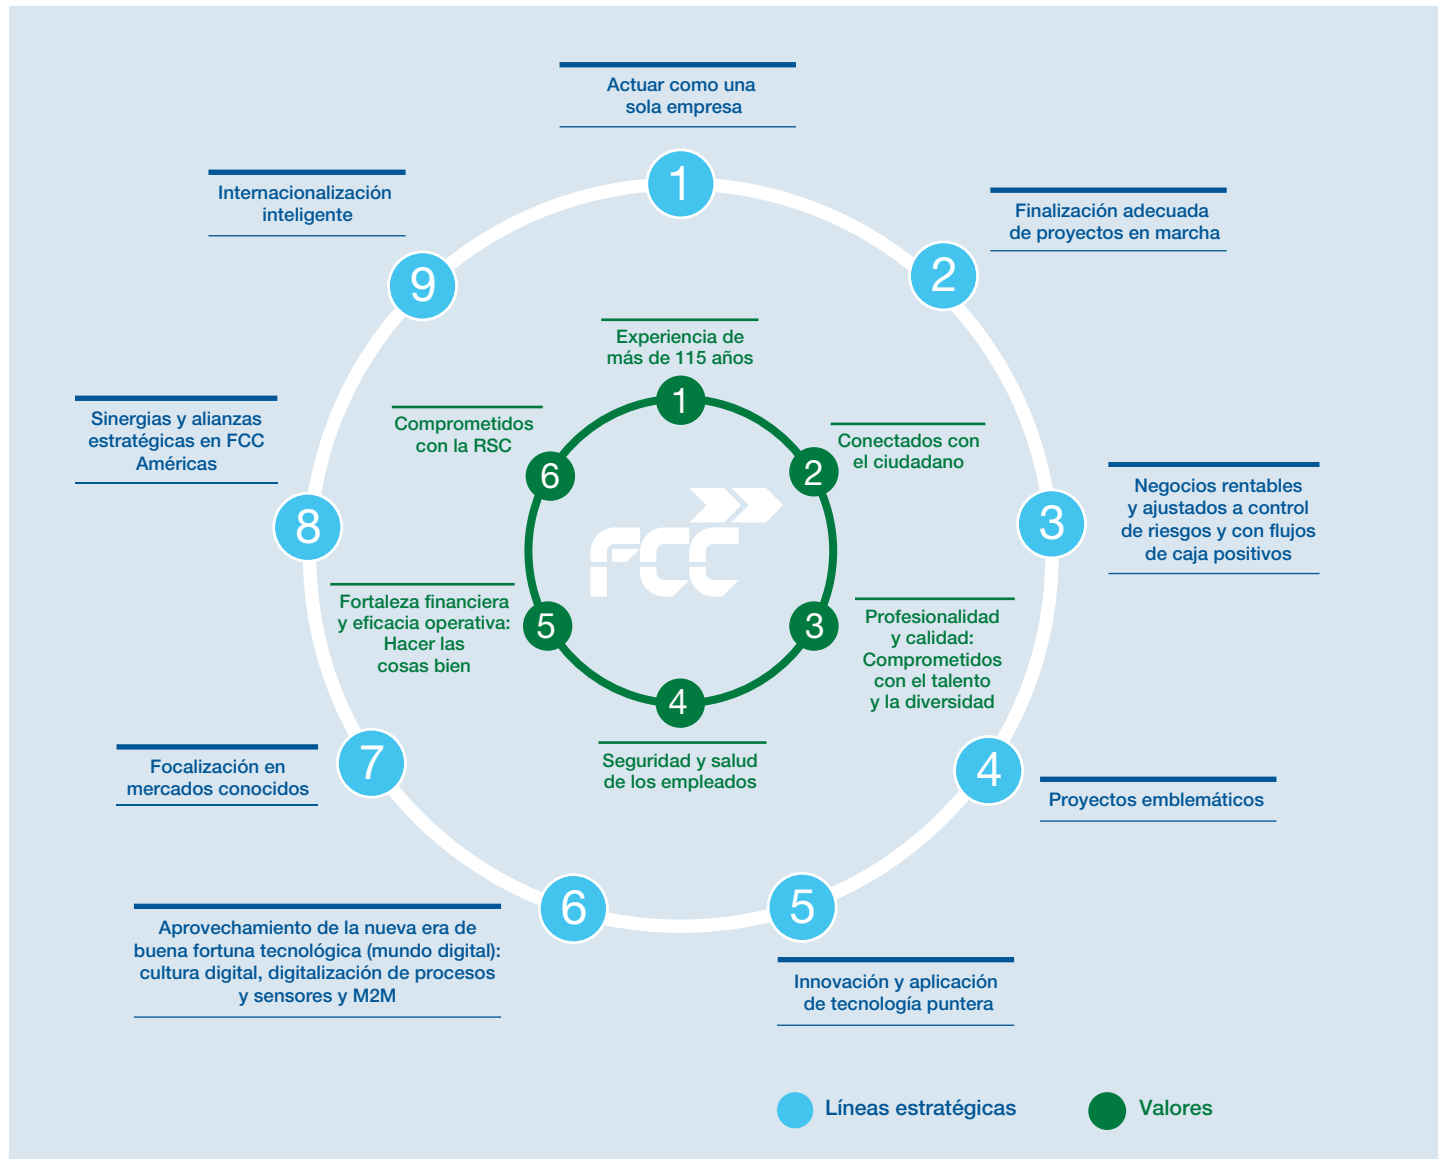 Actuar como una
sola empresa
1
Finalización adecuada
de proyectos en marcha
2
Negocios rentables
y ajustados a control
de riesgos y con flujos
de caja positivos
3
Proyectos emblemáticos
4
Innovación y aplicación
de tecnología puntera
5
Aprovechamiento de la nueva era de
buena fortuna tecnológica (mundo digital):
cultura digital, digitalización de procesos
y sensores y M2M
6
Focalización en
mercados conocidos
7
Sinergias y alianzas
estratégicas en FCC
Américas
8
Internacionalización
inteligente
9
Experiencia de
más de 115 años
1
Conectados con
el ciudadano
2
Profesionalidad
y calidad:
Comprometidos
con el talento
y la diversidad
3
Seguridad y salud
de los empleados
4
Fortaleza financiera
y eficacia operativa:
Hacer las
cosas bien
5
Comprometidos
con la RSC
6
FCC
Líneas estratégicas
Valores